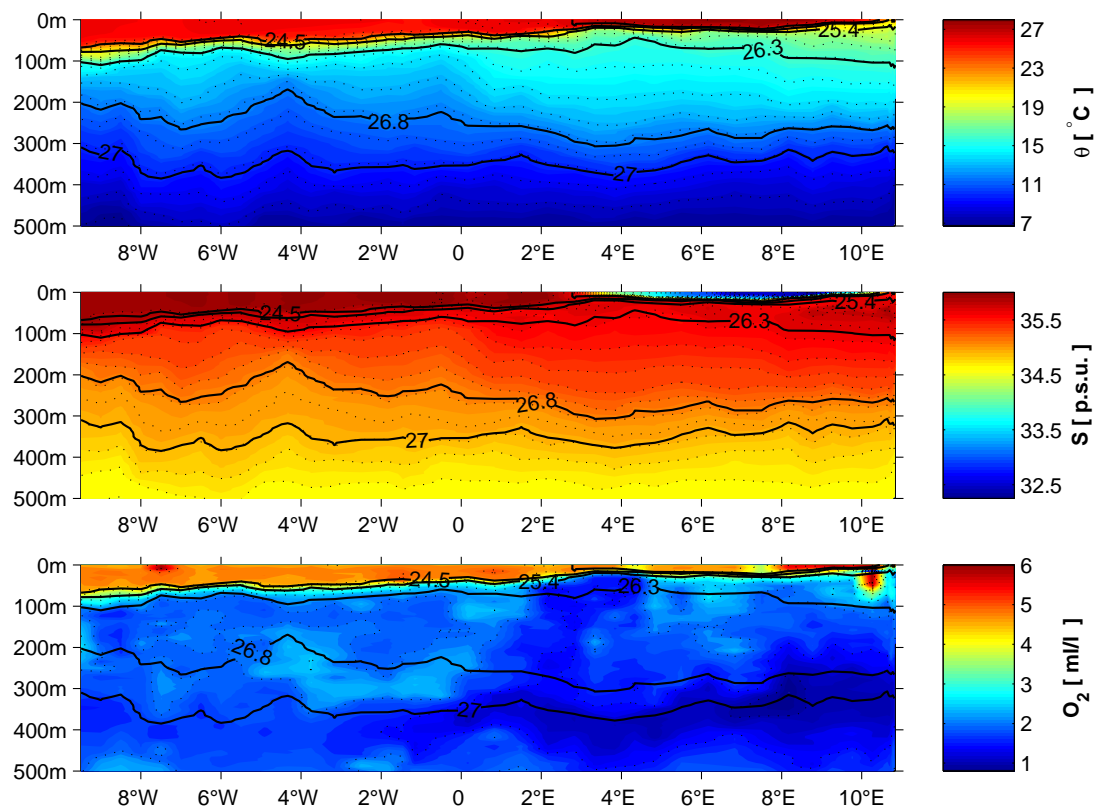 0m
100m
200m
300m
400m
500m
8°W 6°W 4°W 2°W 0 2°E 4°E 6°E 8°E 10°E
24.5
25.4
26.3
26.8
27
27
23
19
15
11
7
θ [ °C ]
0m
100m
200m
300m
400m
500m
8°W 6°W 4°W 2°W 0 2°E 4°E 6°E 8°E 10°E
24.5
25.4
26.3
26.8
27
35.5
34.5
33.5
32.5
S [ p.s.u. ]
0m
100m
200m
300m
400m
500m
8°W 6°W 4°W 2°W 0 2°E 4°E 6°E 8°E 10°E
24.5
25.4
26.3
26.8
27
6
5
4
3
2
1
O₂ [ ml/l ]